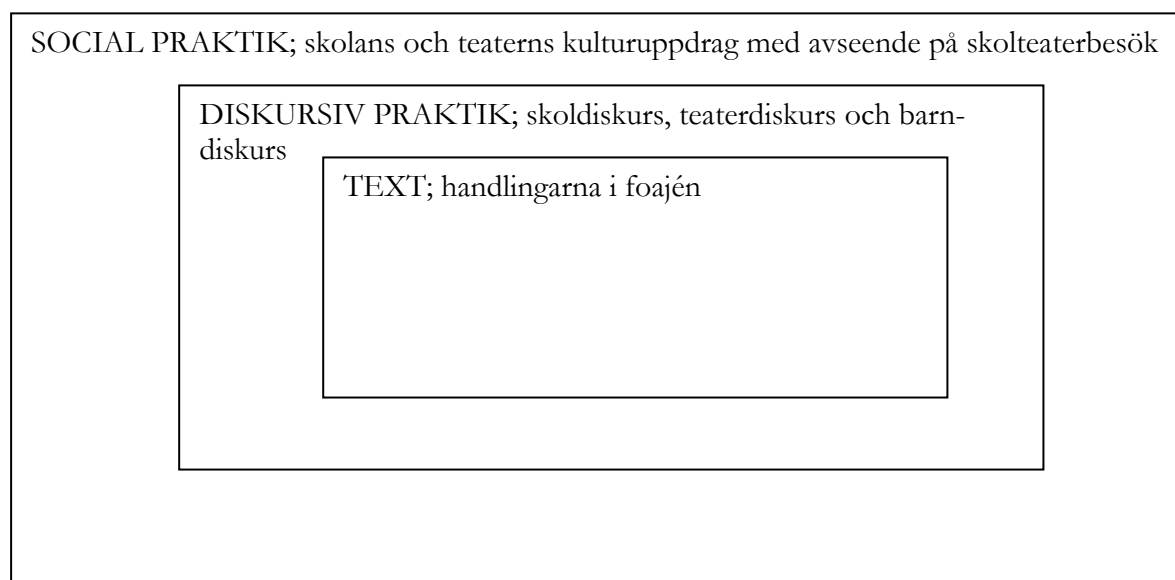 SOCIAL PRAKTIK; skolans och teaterns kulturuppdrag med avseende på skolteaterbesök
DISKURSIV PRAKTIK; skoldiskurs, teaterdiskurs och barn-
diskurs
TEXT; handlingarna i foajén